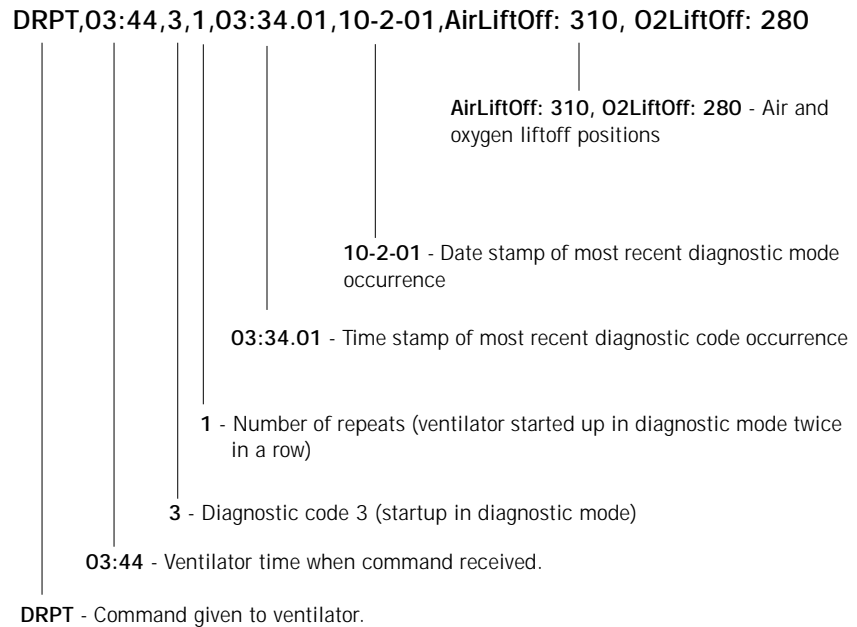 DRPT,03:44,3,1,03:34.01,10-2-01,AirLiftOff: 310, O2LiftOff: 280
AirLiftOff: 310, O2LiftOff: 280 - Air and
oxygen liftoff positions
10-2-01 - Date stamp of most recent diagnostic mode
occurrence
03:34.01 - Time stamp of most recent diagnostic code occurrence
1 - Number of repeats (ventilator started up in diagnostic mode twice
in a row)
3 - Diagnostic code 3 (startup in diagnostic mode)
03:44 - Ventilator time when command received.
DRPT - Command given to ventilator.